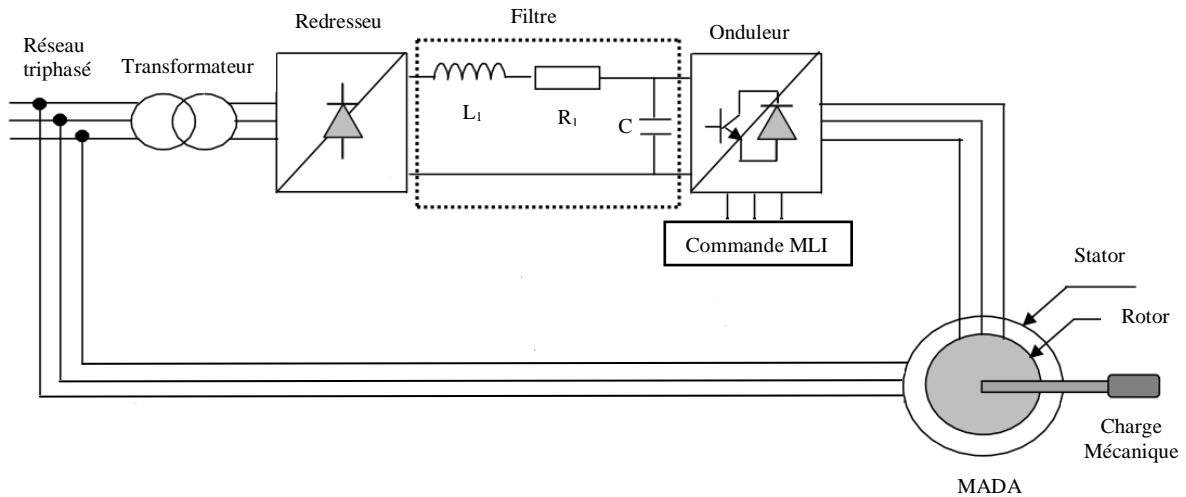 Filtre
Redresseu
Onduleur
Réseau
triphasé
Transformateur
L1
R1
C
Commande MLI
Stator
Rotor
Charge
Mécanique
MADA